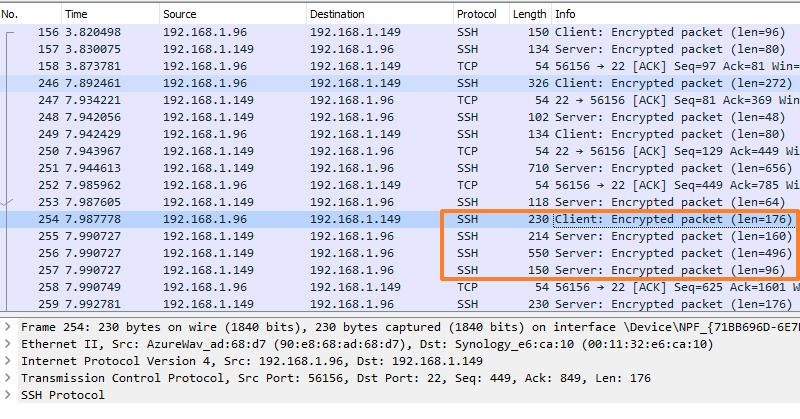 No. Time Source Destination Protocol Length Info
156 3.820498 192.168.1.96 192.168.1.149 SSH 150 Client: Encrypted packet (len=96)
157 3.830075 192.168.1.149 192.168.1.96 SSH 134 Server: Encrypted packet (len=80)
158 3.873781 192.168.1.96 192.168.1.149 TCP 54 56156 → 22 [ACK] Seq=97 Ack=81 Win=
246 7.892461 192.168.1.96 192.168.1.149 SSH 326 Client: Encrypted packet (len=272)
247 7.934221 192.168.1.149 192.168.1.96 TCP 54 22 → 56156 [ACK] Seq=81 Ack=369 Win
248 7.942056 192.168.1.149 192.168.1.96 SSH 102 Server: Encrypted packet (len=48)
249 7.942429 192.168.1.96 192.168.1.149 SSH 134 Client: Encrypted packet (len=80)
250 7.943967 192.168.1.149 192.168.1.96 TCP 54 22 → 56156 [ACK] Seq=129 Ack=449 Wi
251 7.944613 192.168.1.149 192.168.1.96 SSH 710 Server: Encrypted packet (len=656)
252 7.985962 192.168.1.96 192.168.1.149 TCP 54 56156 → 22 [ACK] Seq=449 Ack=785 Wi
253 7.987605 192.168.1.149 192.168.1.96 SSH 118 Server: Encrypted packet (len=64)
254 7.987778 192.168.1.96 192.168.1.149 SSH 230 Client: Encrypted packet (len=176)
255 7.990727 192.168.1.149 192.168.1.96 SSH 214 Server: Encrypted packet (len=160)
256 7.990727 192.168.1.149 192.168.1.96 SSH 550 Server: Encrypted packet (len=496)
257 7.990727 192.168.1.149 192.168.1.96 SSH 150 Server: Encrypted packet (len=96)
258 7.990749 192.168.1.96 192.168.1.149 TCP 54 56156 → 22 [ACK] Seq=625 Ack=1601 W
259 7.992781 192.168.1.149 192.168.1.96 SSH 230 Server: Encrypted packet (len=176)
Frame 254: 230 bytes on wire (1840 bits), 230 bytes captured (1840 bits) on interface \Device\NPF_{71BB696D-6E7
Ethernet II, Src: AzureWav_ad:68:d7 (90:e8:68:ad:68:d7), Dst: Synology_e6:ca:10 (00:11:32:e6:ca:10)
Internet Protocol Version 4, Src: 192.168.1.96, Dst: 192.168.1.149
Transmission Control Protocol, Src Port: 56156, Dst Port: 22, Seq: 449, Ack: 849, Len: 176
SSH Protocol